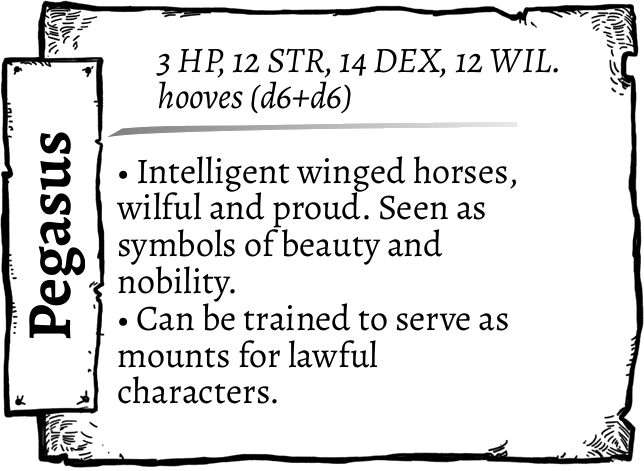 Pegasus
3 HP, 12 STR, 14 DEX, 12 WIL.
hooves (d6+d6)
• Intelligent winged horses,
wilful and proud. Seen as
symbols of beauty and
nobility.
• Can be trained to serve as
mounts for lawful
characters.